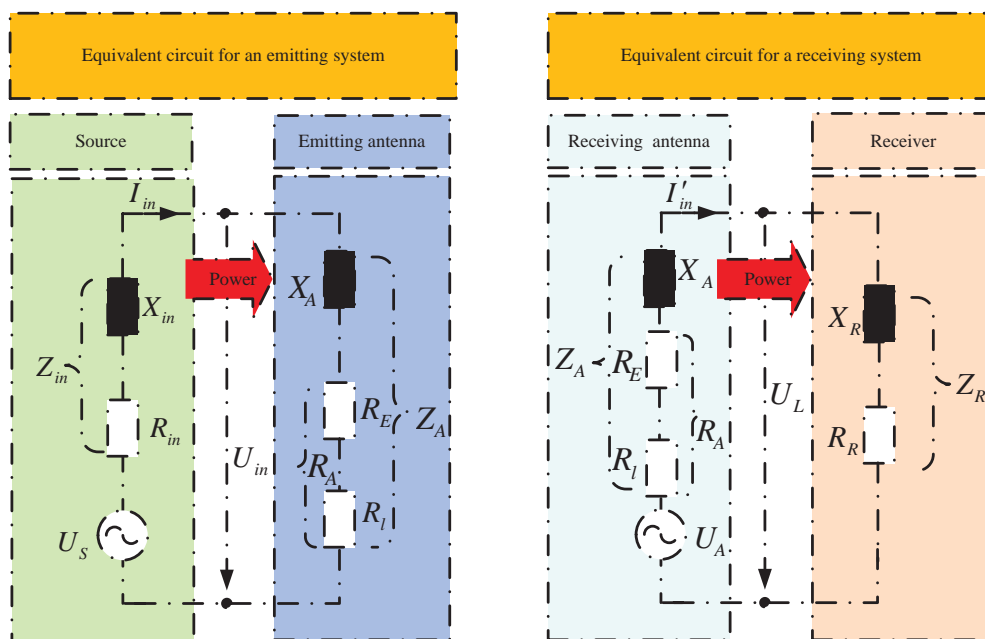 Equivalent circuit for an emitting system
Source
Emitting antenna
I_in
Power
X_in
X_A
Z_in
R_in
R_E
Z_A
U_in
R_A
R_l
U_S
Equivalent circuit for a receiving system
Receiving antenna
Receiver
I'_in
X_A
Power
X_R
Z_A
R_E
U_L
Z_R
R_A
R_R
R_l
U_A